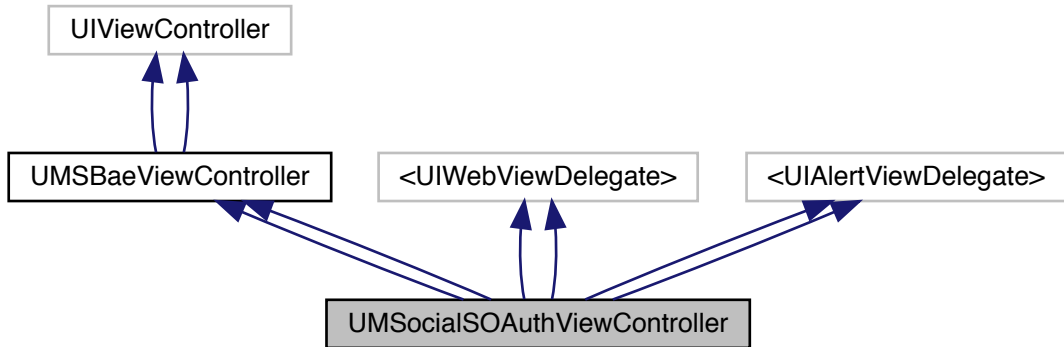 UIViewController
UMSBaeViewController
<UIWebViewDelegate>
<UIAlertViewDelegate>
UMSocialSOAuthViewController